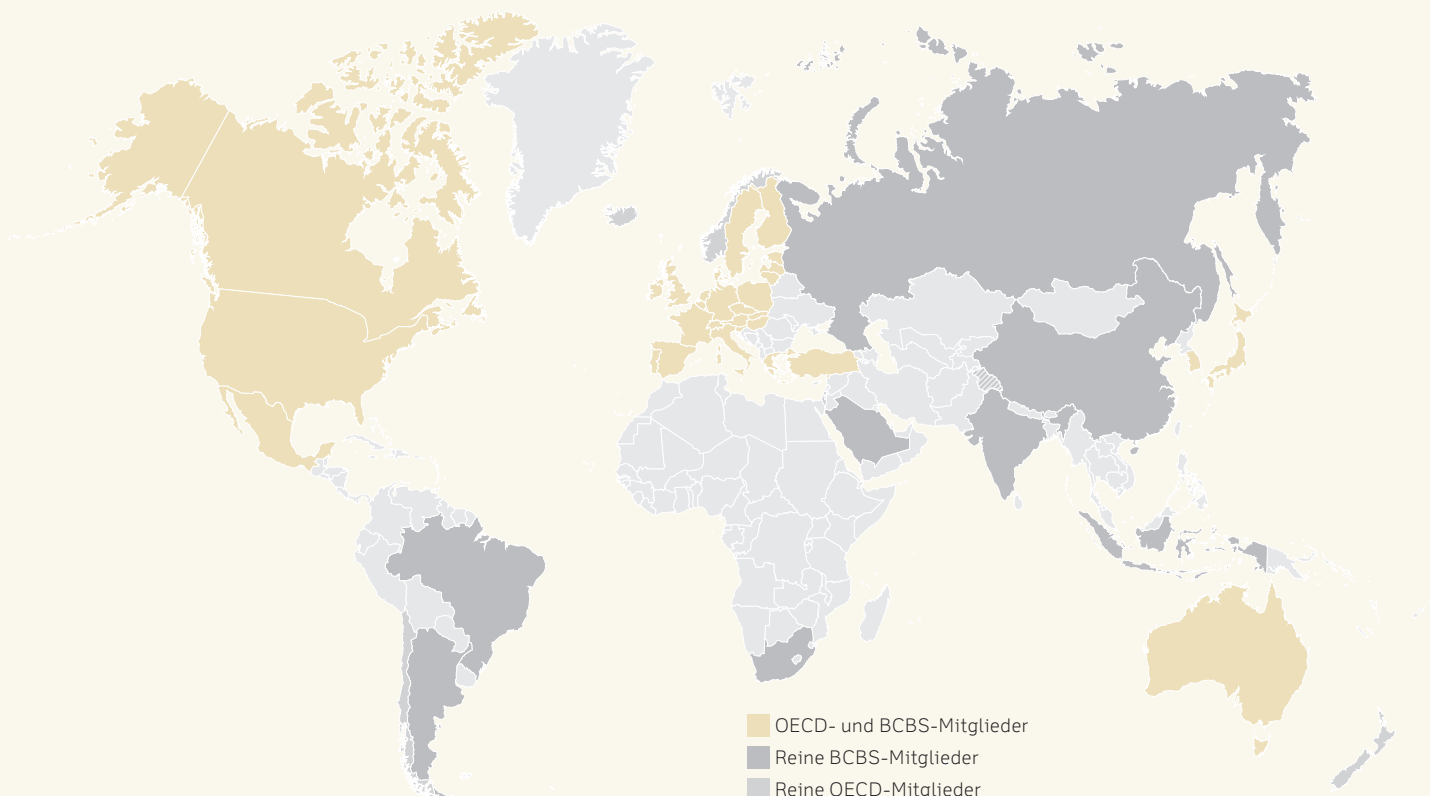 OECD- und BCBS-Mitglieder
Reine BCBS-Mitglieder
Reine OECD-Mitglieder